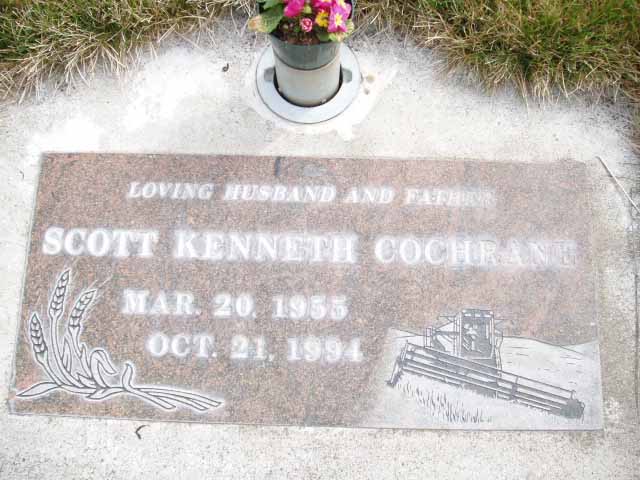 LOVING HUSBAND AND FATHER
SCOTT KENNETH COCHRANE
MAR. 20, 1955
OCT. 21, 1994